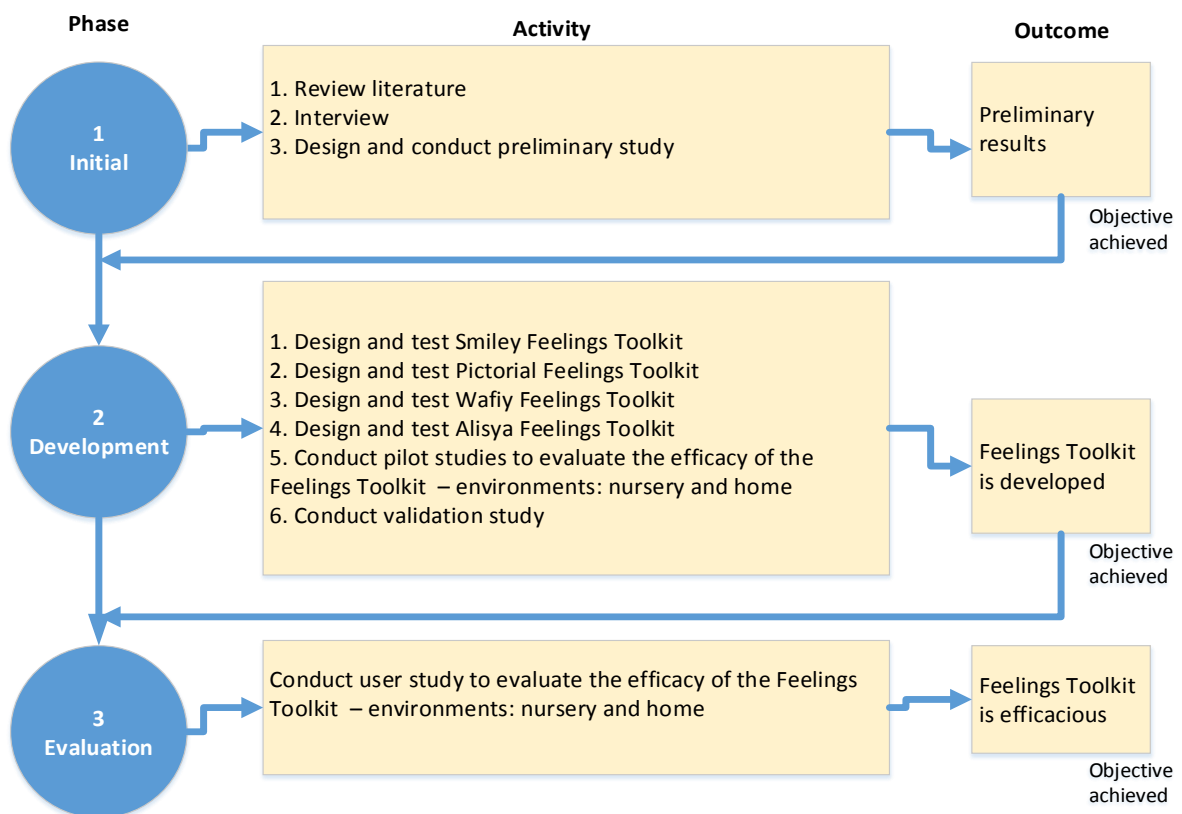 Phase
Activity
Outcome
1
Initial
1. Review literature
2. Interview
3. Design and conduct preliminary study
Preliminary
results
Objective
achieved
2
Development
1. Design and test Smiley Feelings Toolkit
2. Design and test Pictorial Feelings Toolkit
3. Design and test Wafiy Feelings Toolkit
4. Design and test Alisya Feelings Toolkit
5. Conduct pilot studies to evaluate the efficacy of the
Feelings Toolkit – environments: nursery and home
6. Conduct validation study
Feelings Toolkit
is developed
Objective
achieved
3
Evaluation
Conduct user study to evaluate the efficacy of the Feelings
Toolkit – environments: nursery and home
Feelings Toolkit
is efficacious
Objective
achieved